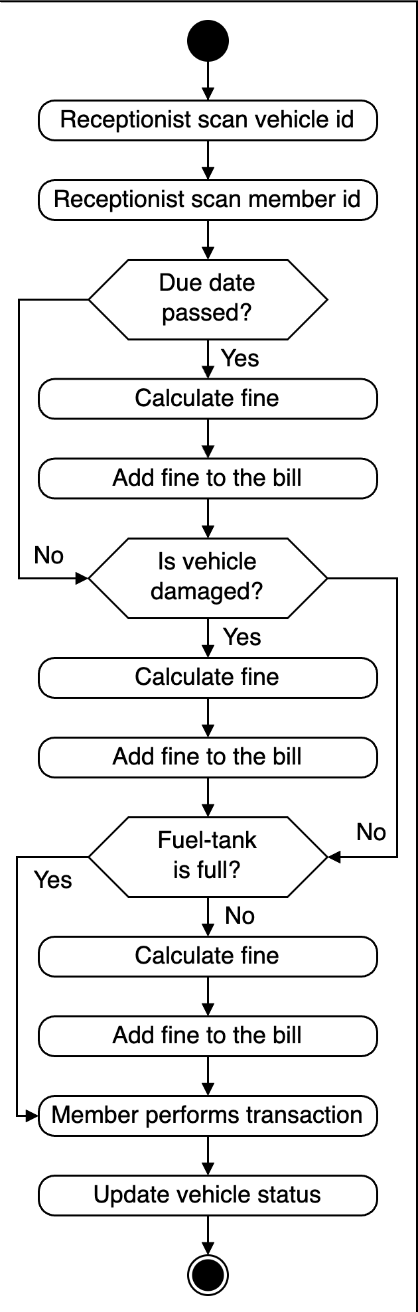 Receptionist scan vehicle id
Receptionist scan member id
Due date
passed?
Yes
Calculate fine
Add fine to the bill
No
Is vehicle
damaged?
Yes
Calculate fine
Add fine to the bill
No
Fuel-tank
is full?
Yes
No
Calculate fine
Add fine to the bill
Member performs transaction
Update vehicle status